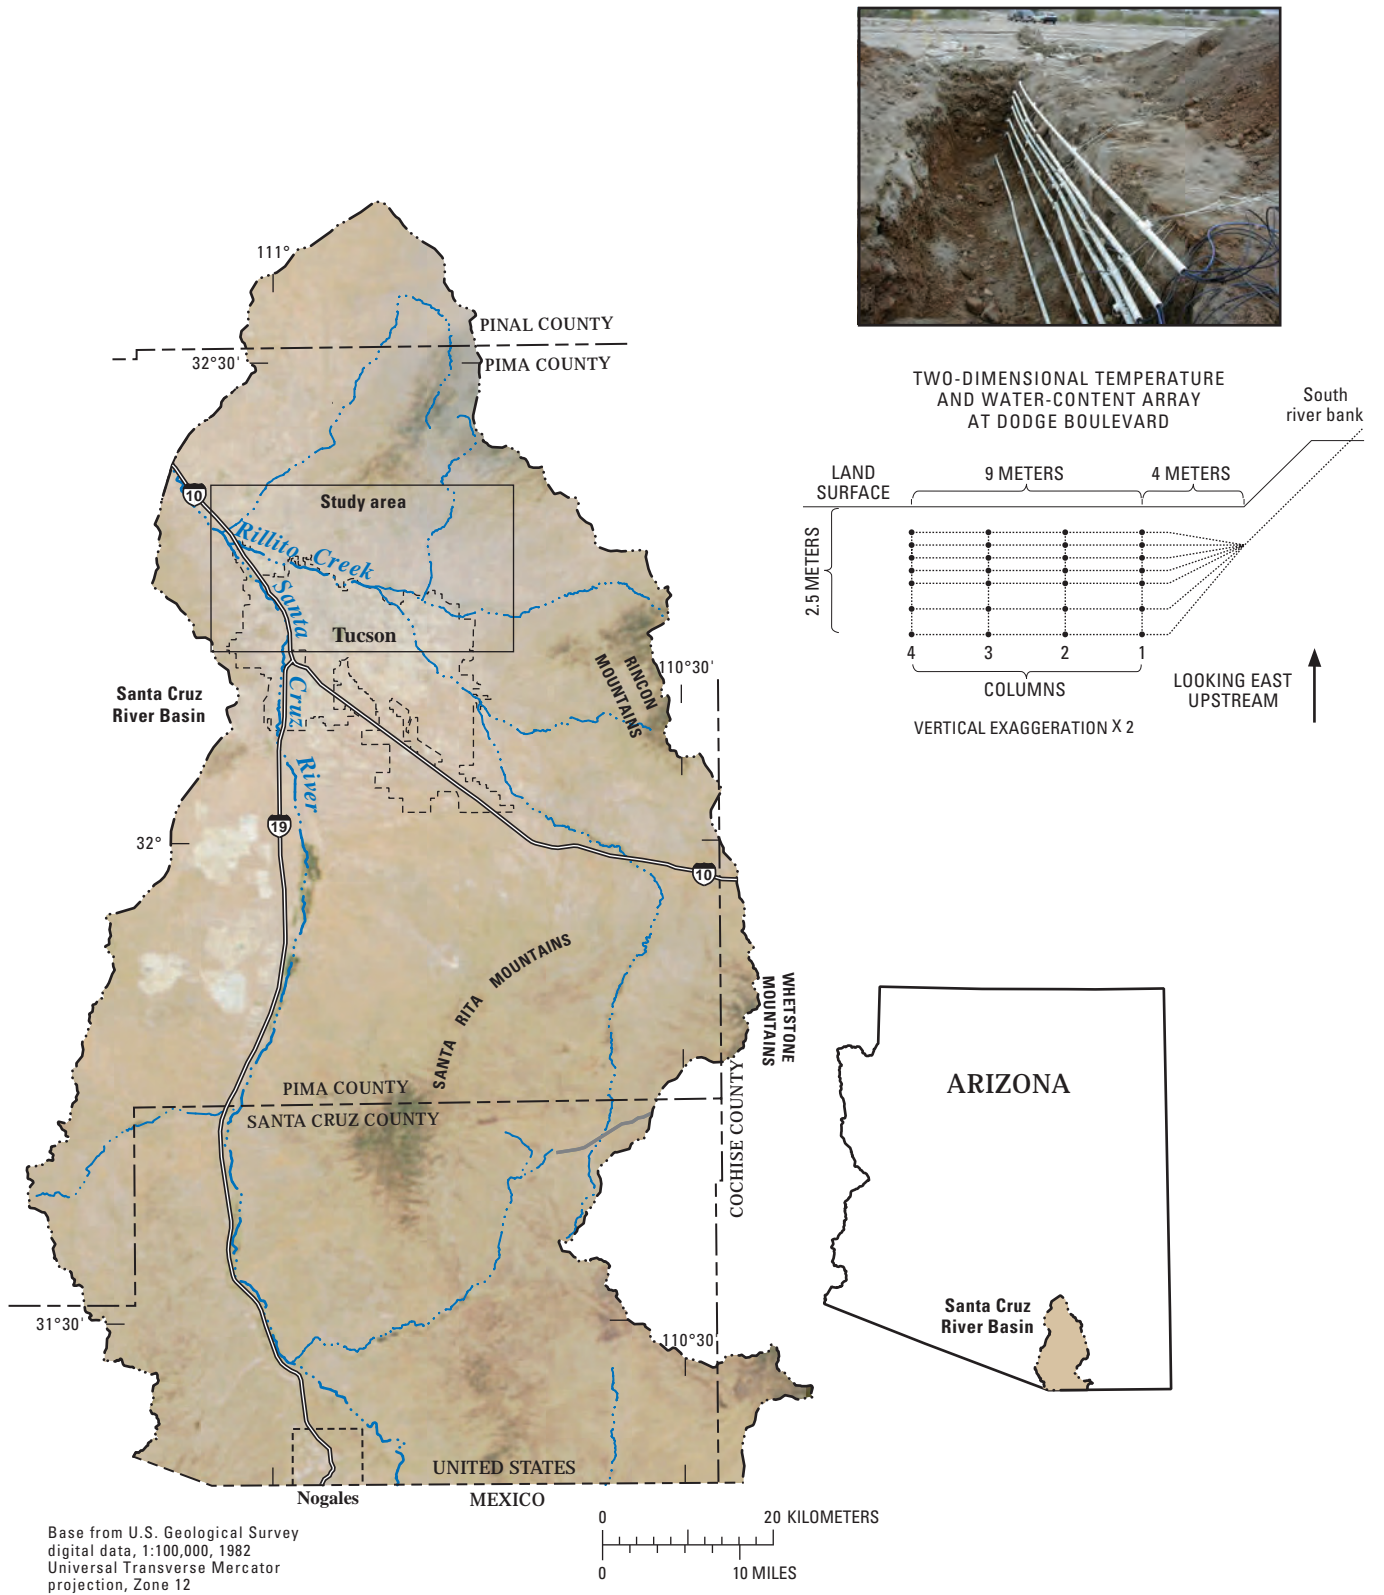 111°
PINAL COUNTY
32°30'
PIMA COUNTY
10
Study area
Rillito Creek
Santa Cruz River
Tucson
RINCON
MOUNTAINS
110°30'
Santa Cruz
River Basin
19
32°
10
SANTA RITA MOUNTAINS
WHETSTONE
MOUNTAINS
PIMA COUNTY
SANTA CRUZ COUNTY
COCHISE COUNTY
31°30'
110°30'
UNITED STATES
MEXICO
Nogales
Base from U.S. Geological Survey
digital data, 1:100,000, 1982
Universal Transverse Mercator
projection, Zone 12
0 20 KILOMETERS
0 10 MILES
TWO-DIMENSIONAL TEMPERATURE
AND WATER-CONTENT ARRAY
AT DODGE BOULEVARD
South
river bank
LAND
SURFACE
9 METERS
4 METERS
2.5 METERS
4 3 2 1
COLUMNS
LOOKING EAST
UPSTREAM
VERTICAL EXAGGERATION X 2
ARIZONA
Santa Cruz
River Basin